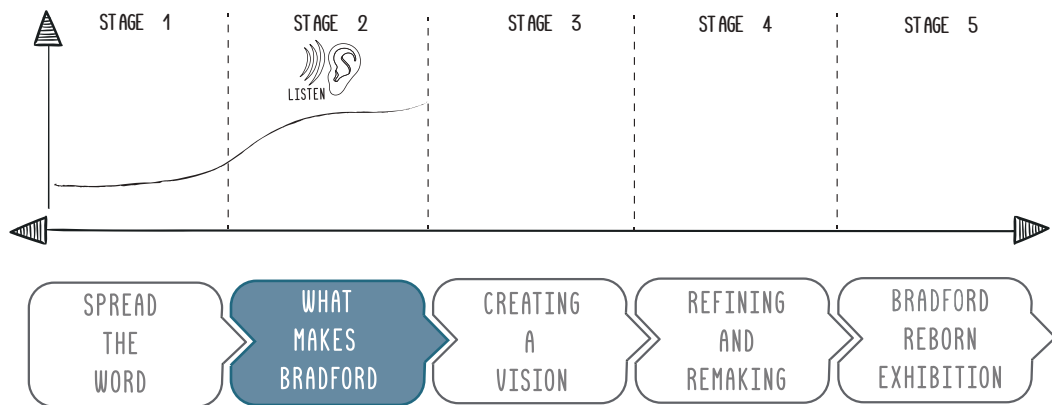 STAGE 1
STAGE 2
STAGE 3
STAGE 4
STAGE 5
LISTEN
SPREAD
THE
WORD
WHAT
MAKES
BRADFORD
CREATING
A
VISION
REFINING
AND
REMAKING
BRADFORD
REBORN
EXHIBITION